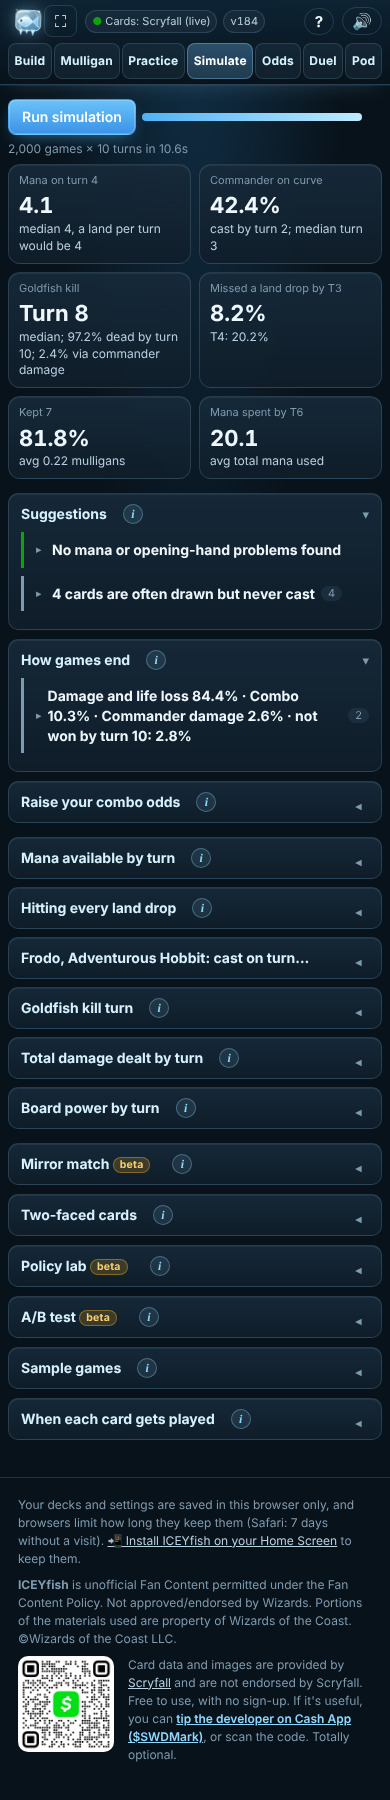 Cards: Scryfall (live)
v184
?
Build
Mulligan
Practice
Simulate
Odds
Duel
Pod
Run simulation
2,000 games × 10 turns in 10.6s
Mana on turn 4
4.1
median 4, a land per turn
would be 4
Commander on curve
42.4%
cast by turn 2; median turn
3
Goldfish kill
Turn 8
median; 97.2% dead by turn
10; 2.4% via commander
damage
Missed a land drop by T3
8.2%
T4: 20.2%
Kept 7
81.8%
avg 0.22 mulligans
Mana spent by T6
20.1
avg total mana used
Suggestions i
No mana or opening-hand problems found
4 cards are often drawn but never cast 4
How games end i
Damage and life loss 84.4% · Combo
10.3% · Commander damage 2.6% · not
won by turn 10: 2.8%
2
Raise your combo odds i
Mana available by turn i
Hitting every land drop i
Frodo, Adventurous Hobbit: cast on turn...
Goldfish kill turn i
Total damage dealt by turn i
Board power by turn i
Mirror match beta i
Two-faced cards i
Policy lab beta i
A/B test beta i
Sample games i
When each card gets played i
Your decks and settings are saved in this browser only, and
browsers limit how long they keep them (Safari: 7 days
without a visit). 📲 Install ICEYfish on your Home Screen to
keep them.
ICEYfish is unofficial Fan Content permitted under the Fan
Content Policy. Not approved/endorsed by Wizards. Portions
of the materials used are property of Wizards of the Coast.
©Wizards of the Coast LLC.
$
Card data and images are provided by
Scryfall and are not endorsed by Scryfall.
Free to use, with no sign-up. If it's useful,
you can tip the developer on Cash App
($SWDMark), or scan the code. Totally
optional.